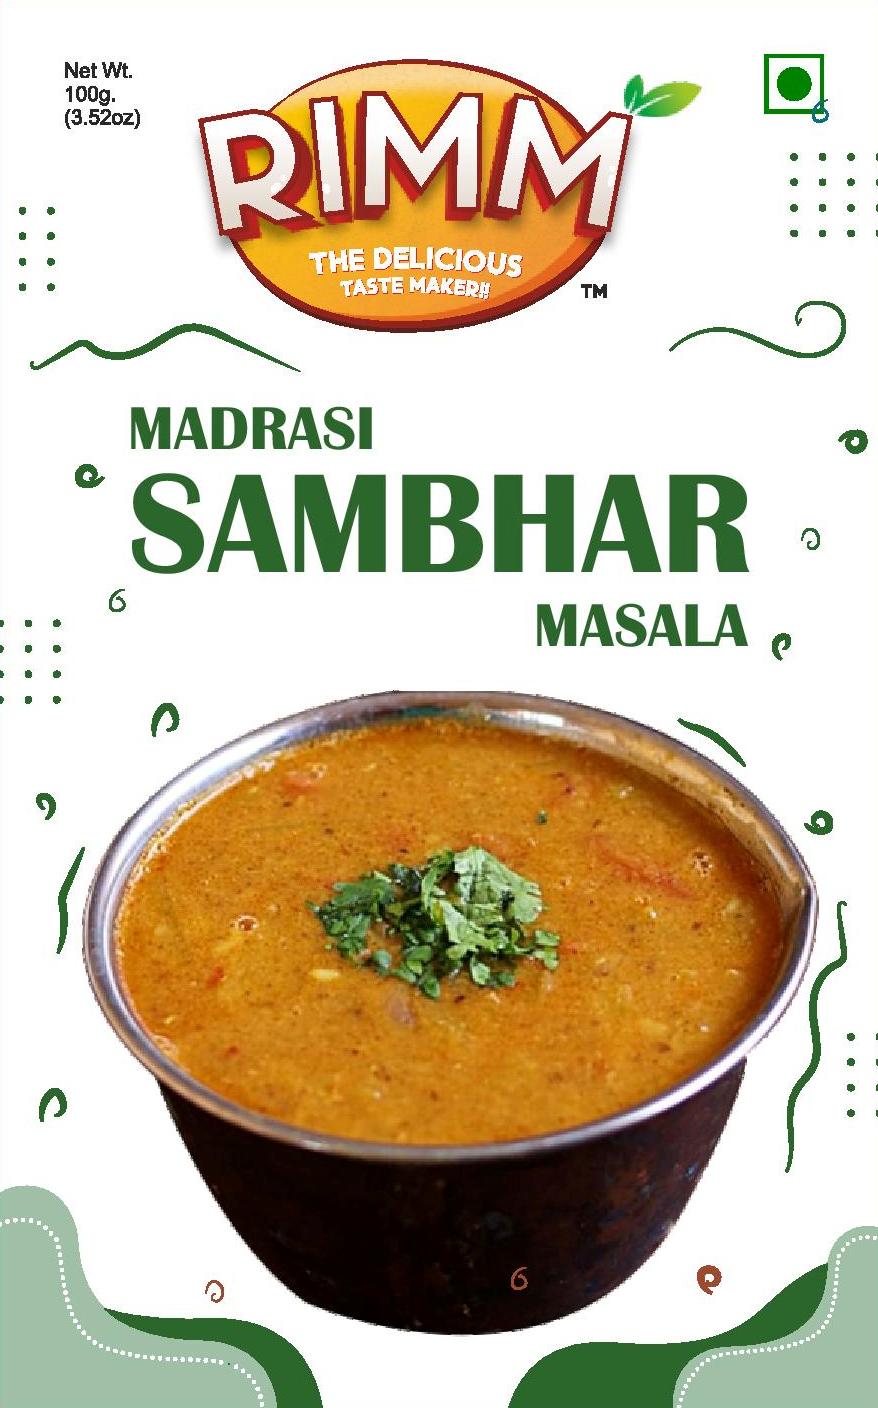 Net Wt.
100g.
(3.52oz)
RIMM
THE DELICIOUS
TASTE MAKER!!
TM
MADRASI
SAMBHAR
MASALA